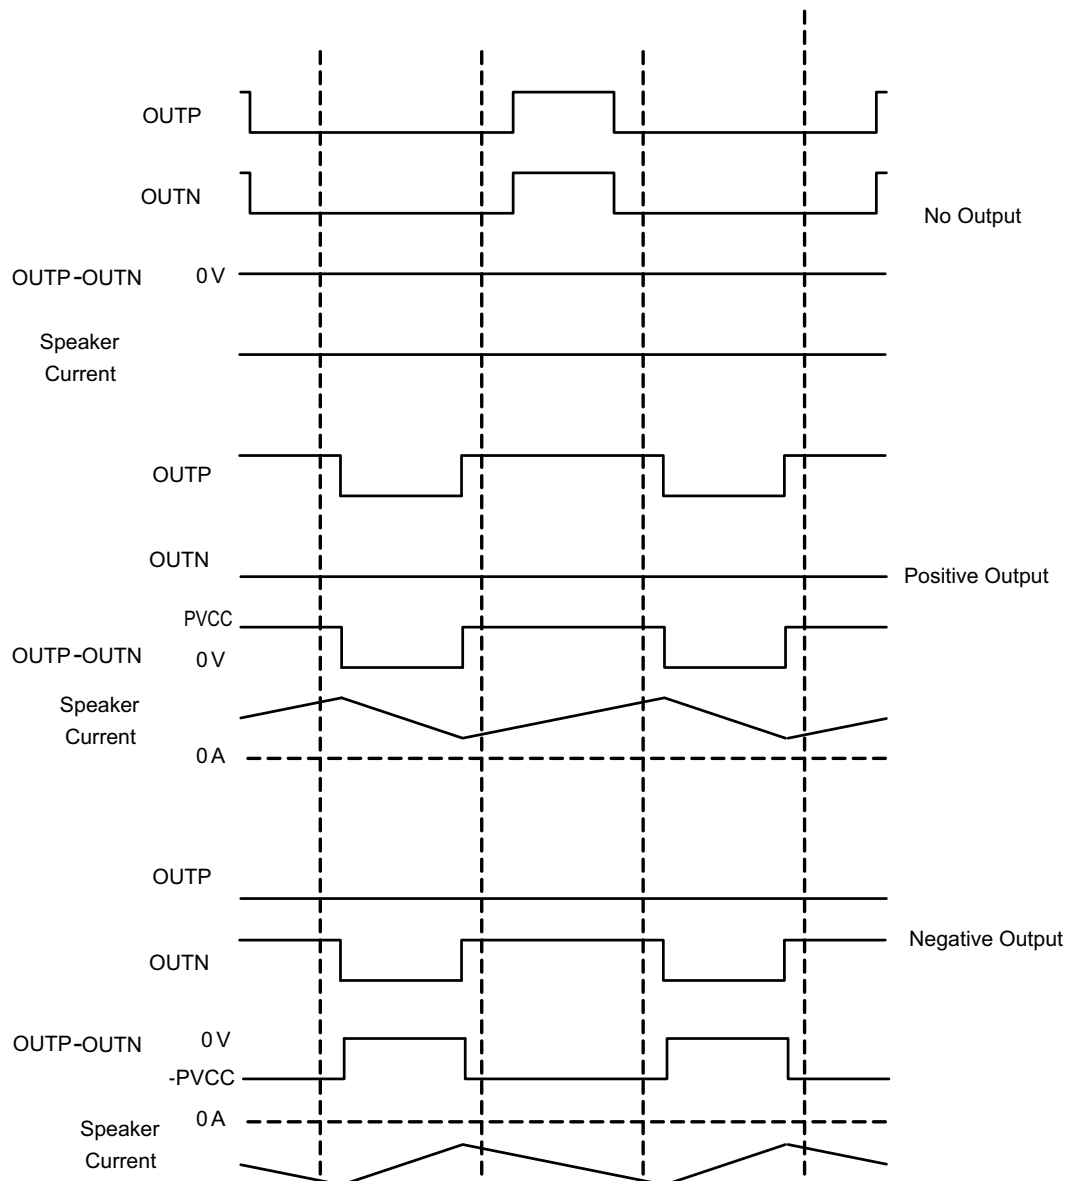 OUTP
OUTN
No Output
OUTP-OUTN 0 V
Speaker
Current
OUTP
OUTN
Positive Output
PVCC
OUTP-OUTN 0 V
Speaker
Current
0 A
OUTP
Negative Output
OUTN
OUTP-OUTN 0 V
-PVCC
0 A
Speaker
Current